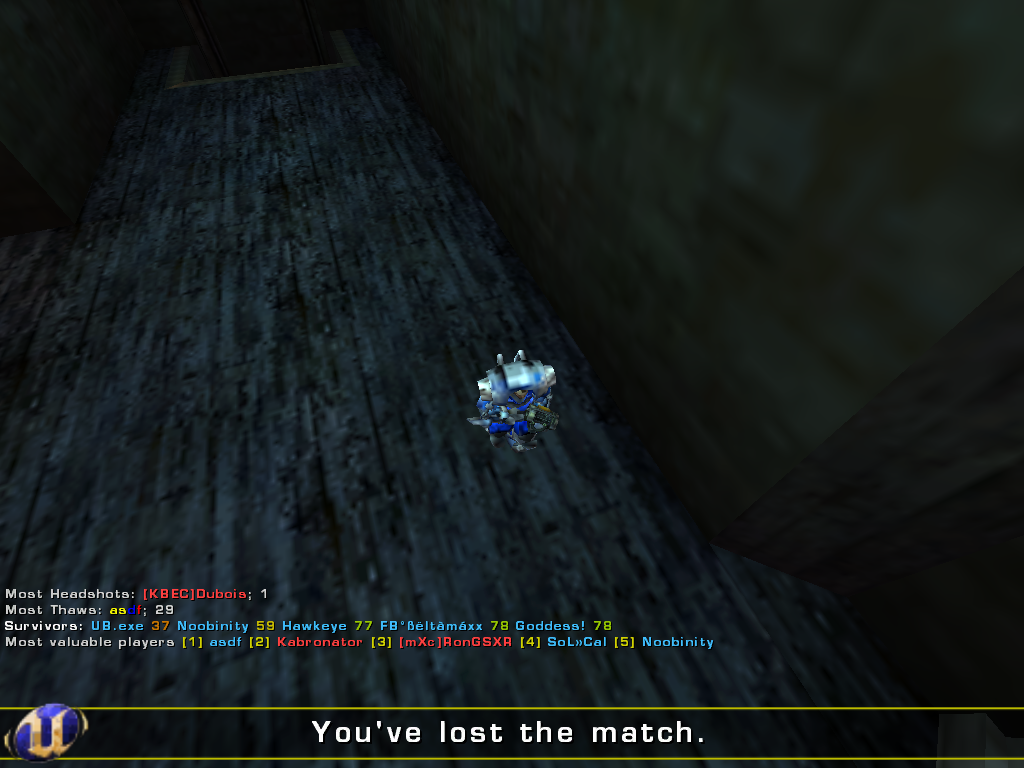 Most Headshots: [KBEC]Dubois; 1
Most Thaws: asdf; 29
Survivors: UB.exe 37 Noobinity 59 Hawkeye 77 FB°ßêltâmáxx 78 Goddess! 78
Most valuable players [1] asdf [2] Kabronator [3] [mXc]RonGSXR [4] SoL»Cal [5] Noobinity
You've lost the match.